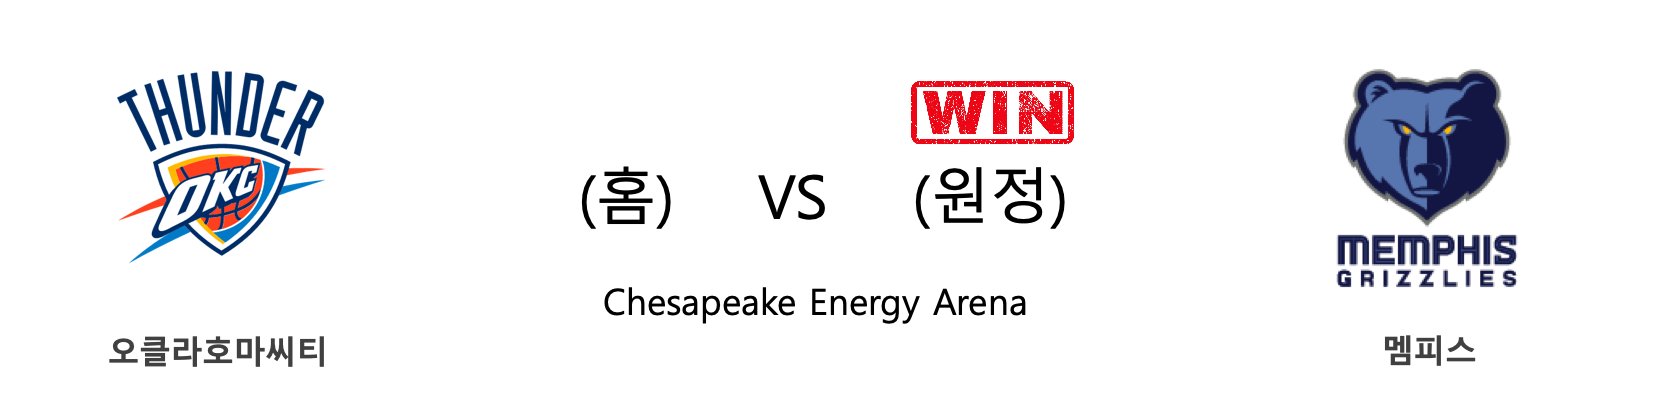 THUNDER
OKC
오클라호마씨티
WIN
(홈) VS (원정)
Chesapeake Energy Arena
MEMPHIS
GRIZZLIES
멤피스